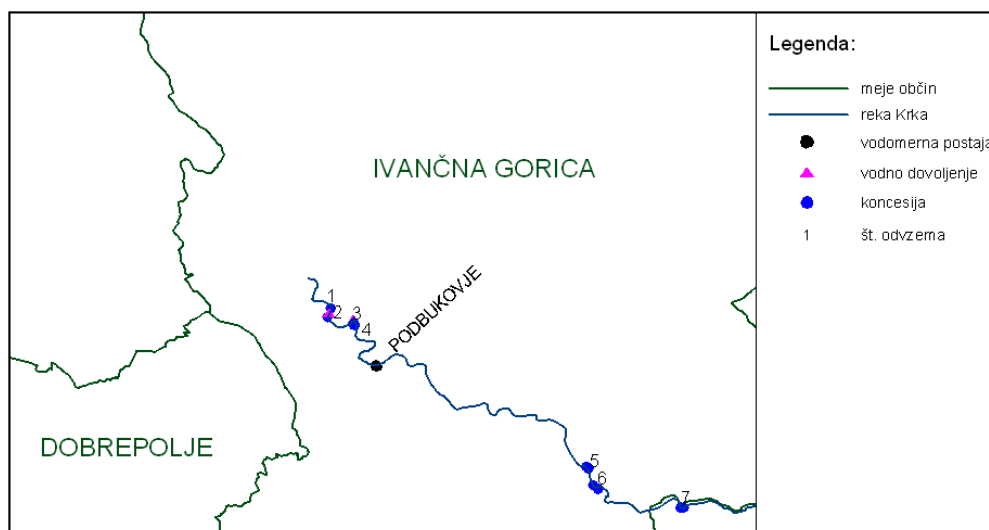 Legenda:
meje občin
reka Krka
vodomerna postaja
vodno dovoljenje
koncesija
1 št. odvzema
IVANČNA GORICA
PODBUKOVJE
1
2
3
4
DOBREPOLJE
5
6
7